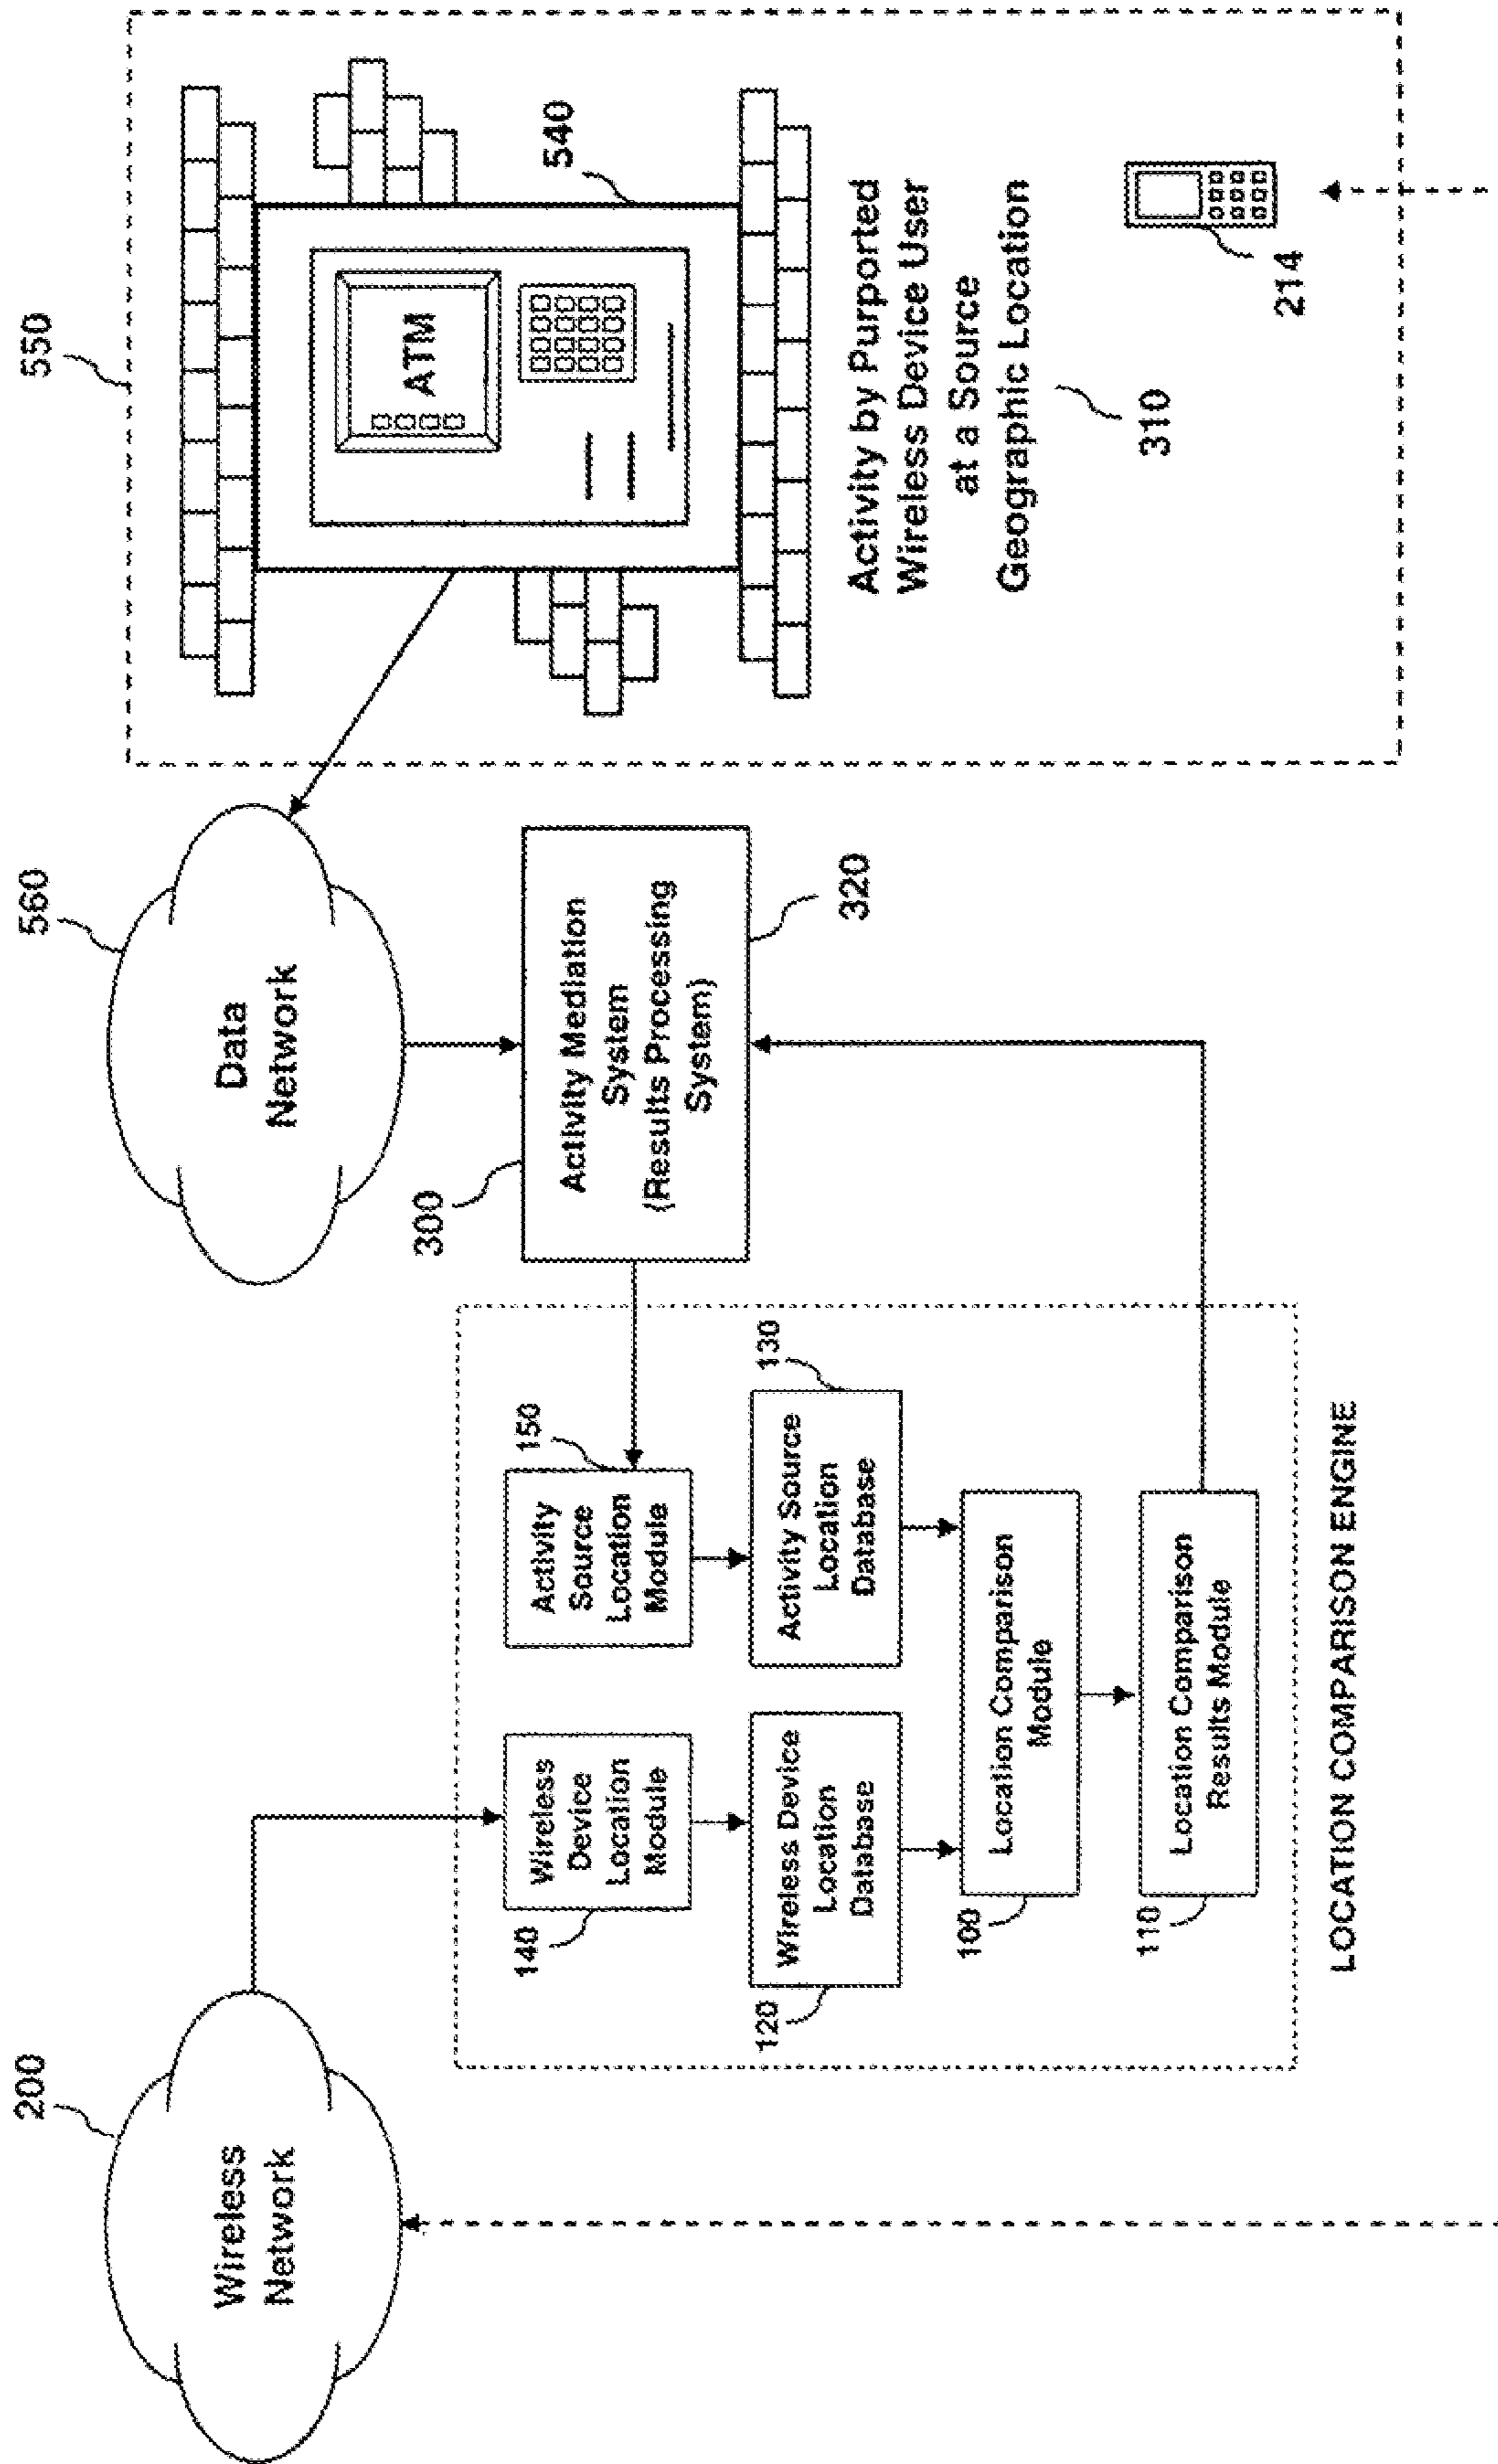 200
Wireless
Network
560
Data
Network
550
ATM
540
Activity by Purported
Wireless Device User
at a Source
Geographic Location
310
214
300
Activity Mediation
System
(Results Processing
System)
320
140
Wireless
Device
Location
Module
150
Activity
Source
Location
Module
120
Wireless Device
Location
Database
130
Activity Source
Location
Database
100
Location Comparison
Module
110
Location Comparison
Results Module
LOCATION COMPARISON ENGINE